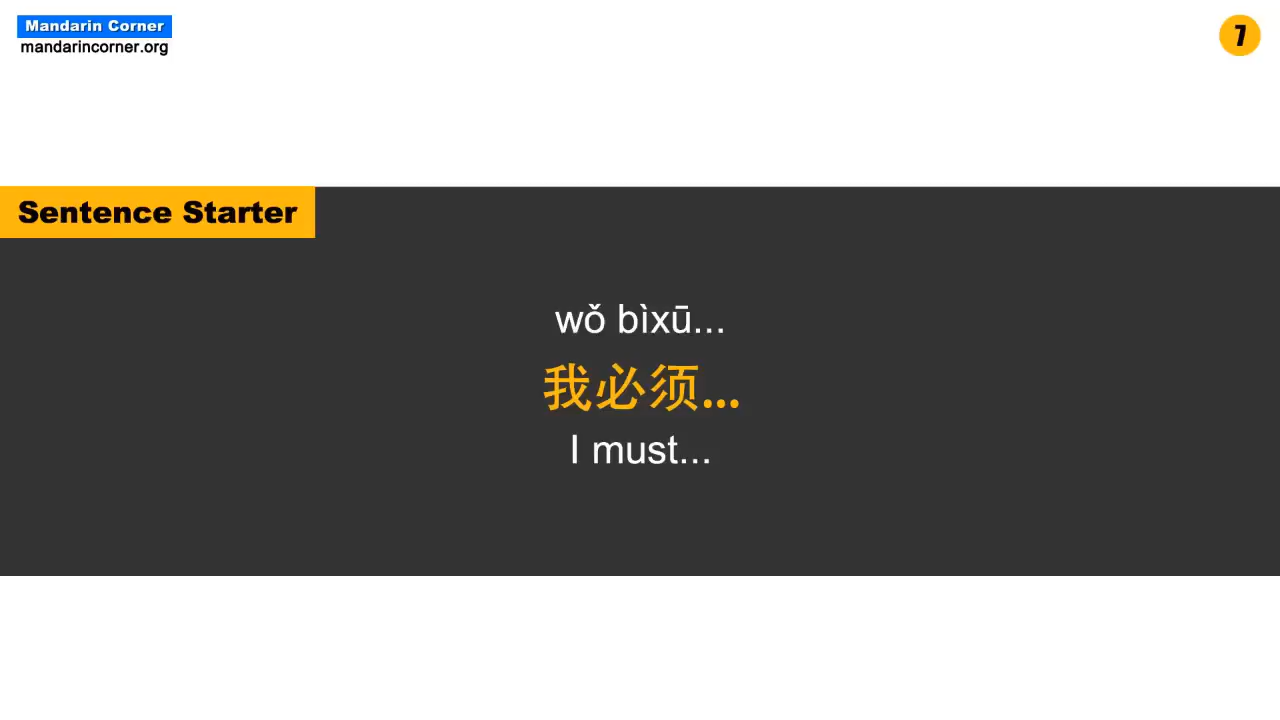 Mandarin Corner
mandarincorner.org
7
Sentence Starter
wǒ bìxū...
我必须...
I must...